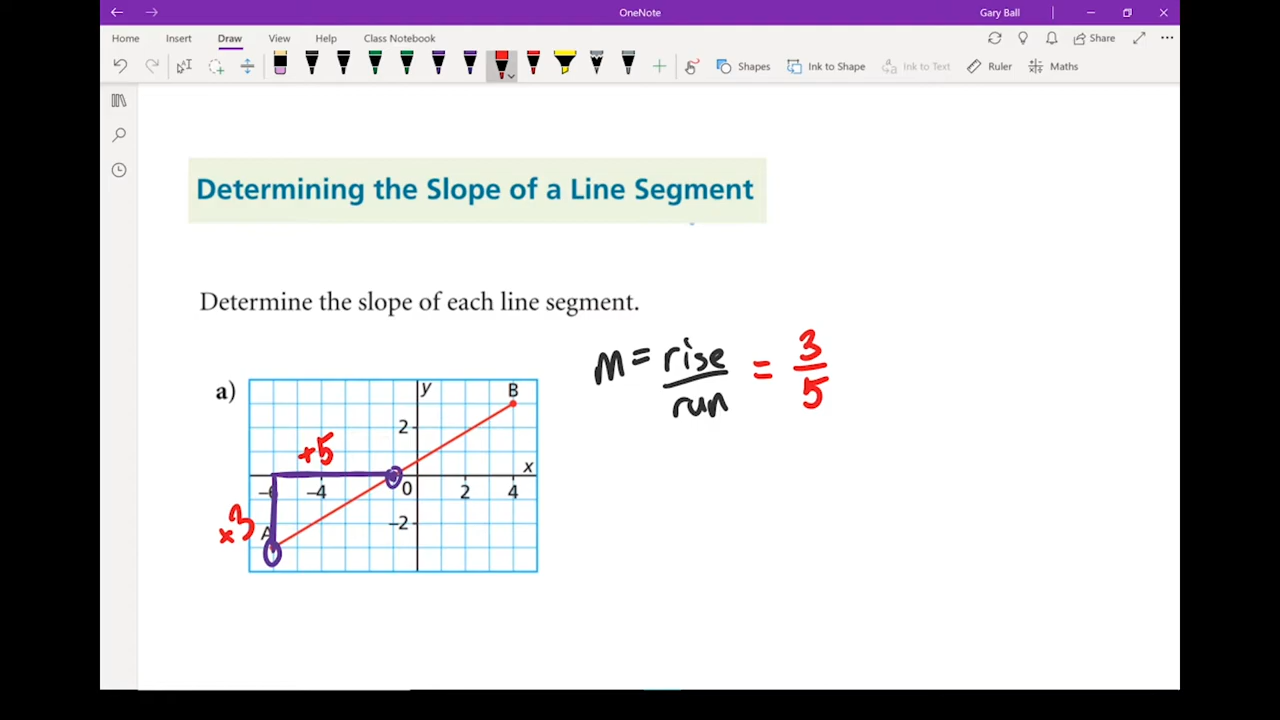 OneNote
Gary Ball
Home Insert Draw View Help Class Notebook
Share
Shapes Ink to Shape Ink to Text Ruler Maths
Determining the Slope of a Line Segment
Determine the slope of each line segment.
m = rise/run = 3/5
a)
y
B
2
+5
x
–6 –4 0 2 4
+3
A
–2